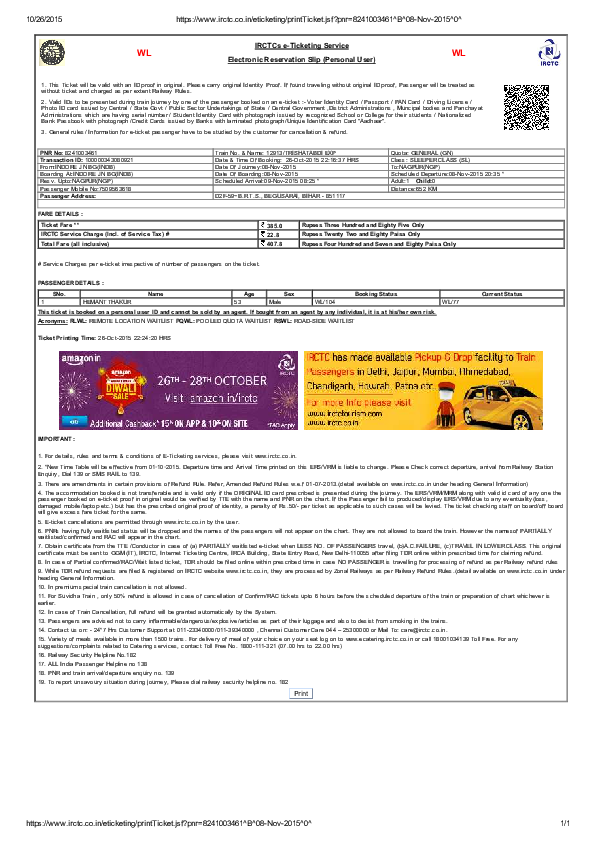 10/26/2015 https://www.irctc.co.in/eticketing/printTicket.jsf?pnr=8241003461^B^08-Nov-2015^0^
WL IRCTCs e-Ticketing Service WL
Electronic Reservation Slip (Personal User)
IRCTC
1. This Ticket will be valid with an ID proof in original. Please carry original Identity Proof. If found traveling without original ID Proof, Passenger will be treated as
without ticket and charged as per extent Railway Rules.
2. Valid IDs to be presented during train journey by one of the passenger booked on an e-ticket :- Voter Identity Card / Passport / PAN Card / Driving License /
Photo ID card issued by Central / State Govt / Public Sector Undertakings of State / Central Government ,District Administrations , Muncipal bodies and Panchayat
Administrations which are having serial number / Student Identity Card with photograph issued by recognized School or College for their students / Nationalized
Bank Passbook with photograph /Credit Cards issued by Banks with laminated photograph/Unique Identification Card "Aadhaar".
3. General rules / Information for e-ticket passenger have to be studied by the customer for cancellation & refund.
PNR No: 8241003461 Train No. & Name: 12913/TRISHATABDI EXP Quota: GENERAL (GN)
Transaction ID: 100000343080921 Date & Time Of Booking: 26-Oct-2015 22:16:37 HRS Class : SLEEPER CLASS (SL)
From:INDORE JN BG(INDB) Date Of Journey:08-Nov-2015 To:NAGPUR(NGP)
Boarding At:INDORE JN BG(INDB) Date Of Boarding:08-Nov-2015 Scheduled Departure:08-Nov-2015 20:35 *
Resv. Upto:NAGPUR(NGP) Scheduled Arrival:09-Nov-2015 08:25 * Adult:1 Child:0
Passenger Mobile No:7509563618 Distance:652 KM
Passenger Address: D2F-59-B.R.T.S., BEGUSARAI, BIHAR - 851117
FARE DETAILS :
Ticket Fare ** ₹ 385.0 Rupees Three Hundred and Eighty Five Only
IRCTC Service Charge (Incl. of Service Tax) # ₹ 22.8 Rupees Twenty Two and Eighty Paisa Only
Total Fare (all inclusive) ₹ 407.8 Rupees Four Hundred and Seven and Eighty Paisa Only
# Service Charges per e-ticket irrespective of number of passengers on the ticket.
PASSENGER DETAILS :
SNo. Name Age Sex Booking Status Current Status
1 HEMANT THAKUR 53 Male WL/104 WL/77
This ticket is booked on a personal user ID and cannot be sold by an agent. If bought from an agent by any individual, it is at his/her own risk.
Acronyms: RLWL: REMOTE LOCATION WAITLIST PQWL: POOLED QUOTA WAITLIST RSWL: ROAD-SIDE WAITLIST
Ticket Printing Time: 26-Oct-2015 22:24:20 HRS
amazon.in
DIWALI SALE
26TH - 28TH OCTOBER
Visit amazon.in/irctc
Additional Cashback* 15% ON APP & 10% ON SITE
*T&C Apply
IRCTC
IRCTC has made available Pickup & Drop facility to Train
Passengers in Delhi, Jaipur, Mumbai, Ahmedabad,
Chandigarh, Howrah, Patna etc.
For More Info please visit
www.irctctourism.com
www.irctc.co.in
IMPORTANT :
1. For details, rules and terms & conditions of E-Ticketing services, please visit www.irctc.co.in.
2. *New Time Table will be effective from 01-10-2015. Departure time and Arrival Time printed on this ERS/VRM is liable to change. Please Check correct departure, arrival from Railway Station
Enquiry , Dial 139 or SMS RAIL to 139.
3. There are amendments in certain provisions of Refund Rule. Refer, Amended Refund Rules w.e.f 01-07-2013.(detail available on www.irctc.co.in under heading General Information)
4. The accommodation booked is not transferable and is valid only if the ORIGINAL ID card prescribed is presented during the journey. The ERS/VRM/MRM along with valid id card of any one the
passenger booked on e-ticket proof in original would be verified by TTE with the name and PNR on the chart. If the Passenger fail to produce/display ERS/VRM due to any eventuality(loss ,
damaged mobile/laptop etc.) but has the prescribed original proof of identity, a penalty of Rs.50/- per ticket as applicable to such cases will be levied. The ticket checking staff on board/off board
will give excess fare ticket for the same.
5. E-ticket cancellations are permitted through www.irctc.co.in by the user.
6. PNRs having fully waitlisted status will be dropped and the names of the passengers will not appear on the chart. They are not allowed to board the train. However the names of PARTIALLY
waitlisted/confirmed and RAC will appear in the chart.
7. Obtain certificate from the TTE /Conductor in case of (a) PARTIALLY waitlisted e-ticket when LESS NO. OF PASSENGERS travel, (b)A.C.FAILURE, (c)TRAVEL IN LOWER CLASS. This original
certificate must be sent to GGM (IT), IRCTC, Internet Ticketing Centre, IRCA Building, State Entry Road, New Delhi-110055 after filing TDR online within prescribed time for claiming refund.
8. In case of Partial confirmed/RAC/Wait listed ticket, TDR should be filed online within prescribed time in case NO PASSENGER is travelling for processing of refund as per Railway refund rules
9. While TDR refund requests are filed & registered on IRCTC website www.irctc.co.in, they are processed by Zonal Railways as per Railway Refund Rules .(detail available on www.irctc.co.in under
heading General Information.
10. In premium special train cancellation is not allowed.
11. For Suvidha Train , only 50% refund is allowed in case of cancellation of Confirm/RAC tickets upto 6 hours before the scheduled departure of the train or preparation of chart whichever is
earlier.
12. In case of Train Cancellation, full refund will be granted automatically by the System.
13. Passengers are advised not to carry inflammable/dangerous/explosive/articles as part of their luggage and also to desist from smoking in the trains.
14. Contact us on: - 24*7 Hrs Customer Support at 011-23340000/011-39340000 , Chennai Customer Care 044 – 25300000 or Mail To: care@irctc.co.in.
15. Variety of meals available in more than 1500 trains . For delivery of meal of your choice on your seat log on to www.ecatering.irctc.co.in or call 18001034139 Toll Free. For any
suggestions/complaints related to Catering services, contact Toll Free No. 1800-111-321 (07.00 hrs to 22.00 hrs)
16. Railway Security Helpline No.182
17. ALL India Passenger Helpline no 138
18. PNR and train arrival/departure enquiry no. 139
19. To report unsavoury situation during journey, Please dial railway security helpline no. 182
Print
https://www.irctc.co.in/eticketing/printTicket.jsf?pnr=8241003461^B^08-Nov-2015^0^ 1/1